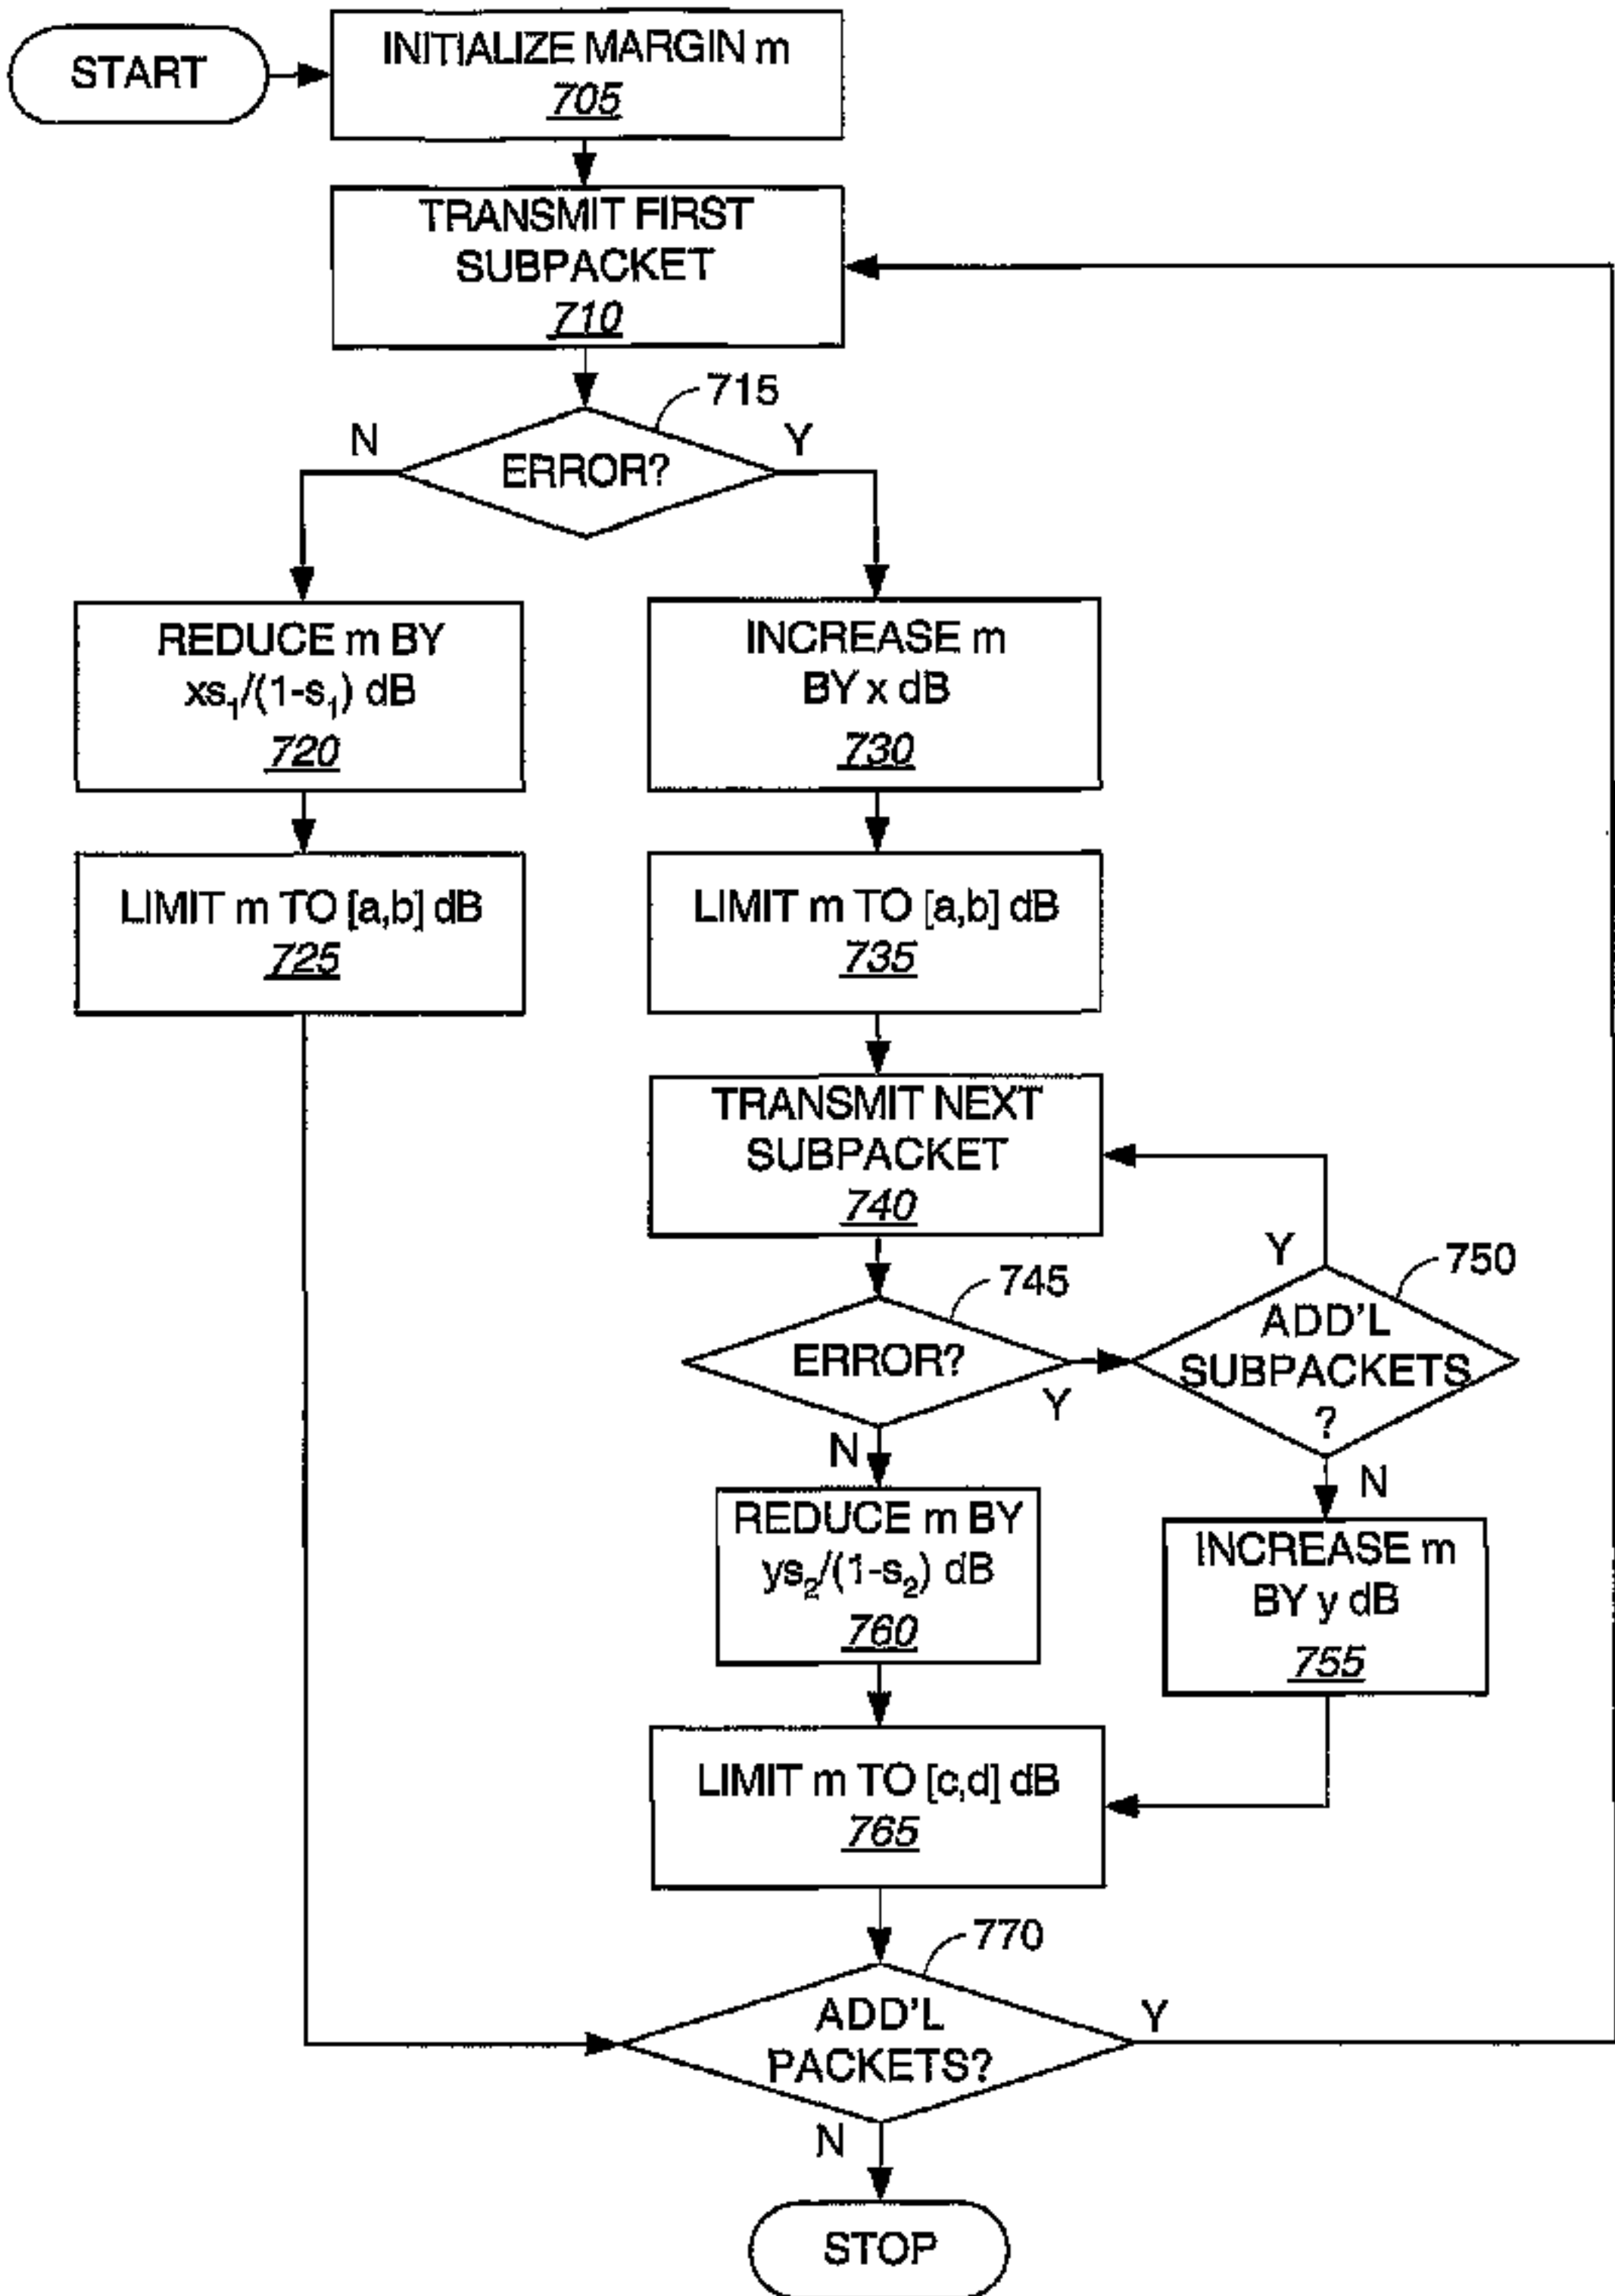 START
INITIALIZE MARGIN m
705
TRANSMIT FIRST
SUBPACKET
710
715
N
Y
ERROR?
REDUCE m BY
xs₁/(1-s₁) dB
720
INCREASE m
BY x dB
730
LIMIT m TO [a,b] dB
725
LIMIT m TO [a,b] dB
735
TRANSMIT NEXT
SUBPACKET
740
745
ERROR?
Y
N
Y
750
ADD'L
SUBPACKETS
?
N
REDUCE m BY
ys₂/(1-s₂) dB
760
INCREASE m
BY y dB
755
LIMIT m TO [c,d] dB
765
770
ADD'L
PACKETS?
Y
N
STOP